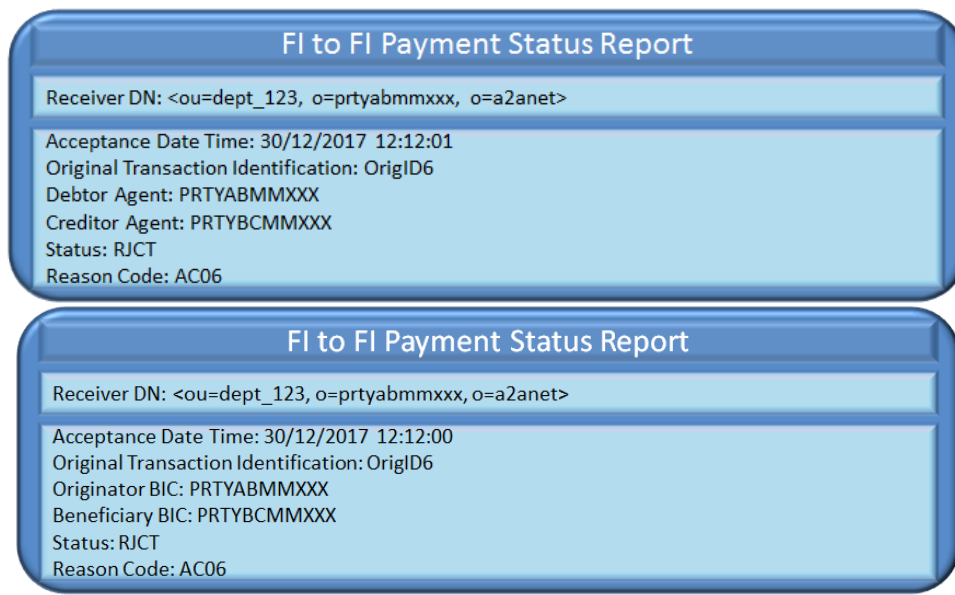 FI to FI Payment Status Report
Receiver DN: <ou=dept_123, o=prtyabmmxxx, o=a2anet>
Acceptance Date Time: 30/12/2017 12:12:01
Original Transaction Identification: OrigID6
Debtor Agent: PRTYABMMXXX
Creditor Agent: PRTYBCMMXXX
Status: RJCT
Reason Code: AC06
FI to FI Payment Status Report
Receiver DN: <ou=dept_123, o=prtyabmmxxx, o=a2anet>
Acceptance Date Time: 30/12/2017 12:12:00
Original Transaction Identification: OrigID6
Originator BIC: PRTYABMMXXX
Beneficiary BIC: PRTYBCMMXXX
Status: RJCT
Reason Code: AC06